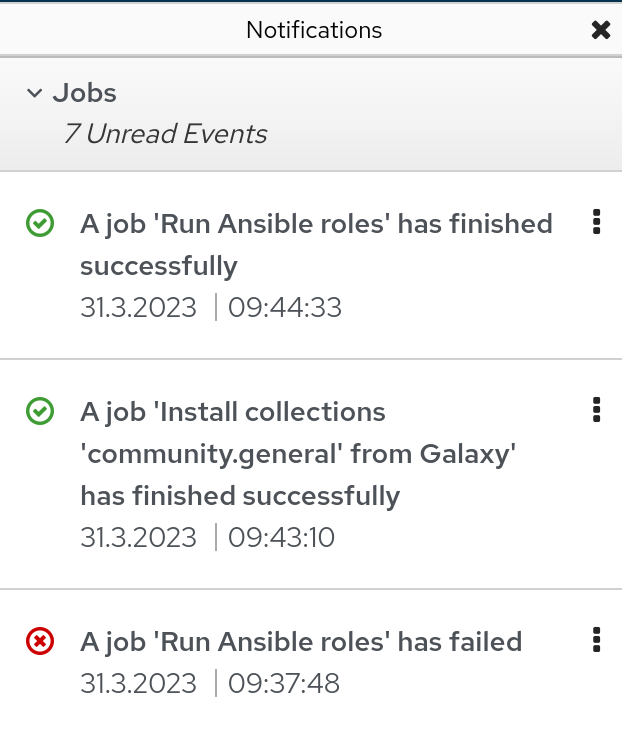 Notifications
Jobs
7 Unread Events
A job 'Run Ansible roles' has finished
successfully
31.3.2023 | 09:44:33
A job 'Install collections
'community.general' from Galaxy'
has finished successfully
31.3.2023 | 09:43:10
A job 'Run Ansible roles' has failed
31.3.2023 | 09:37:48